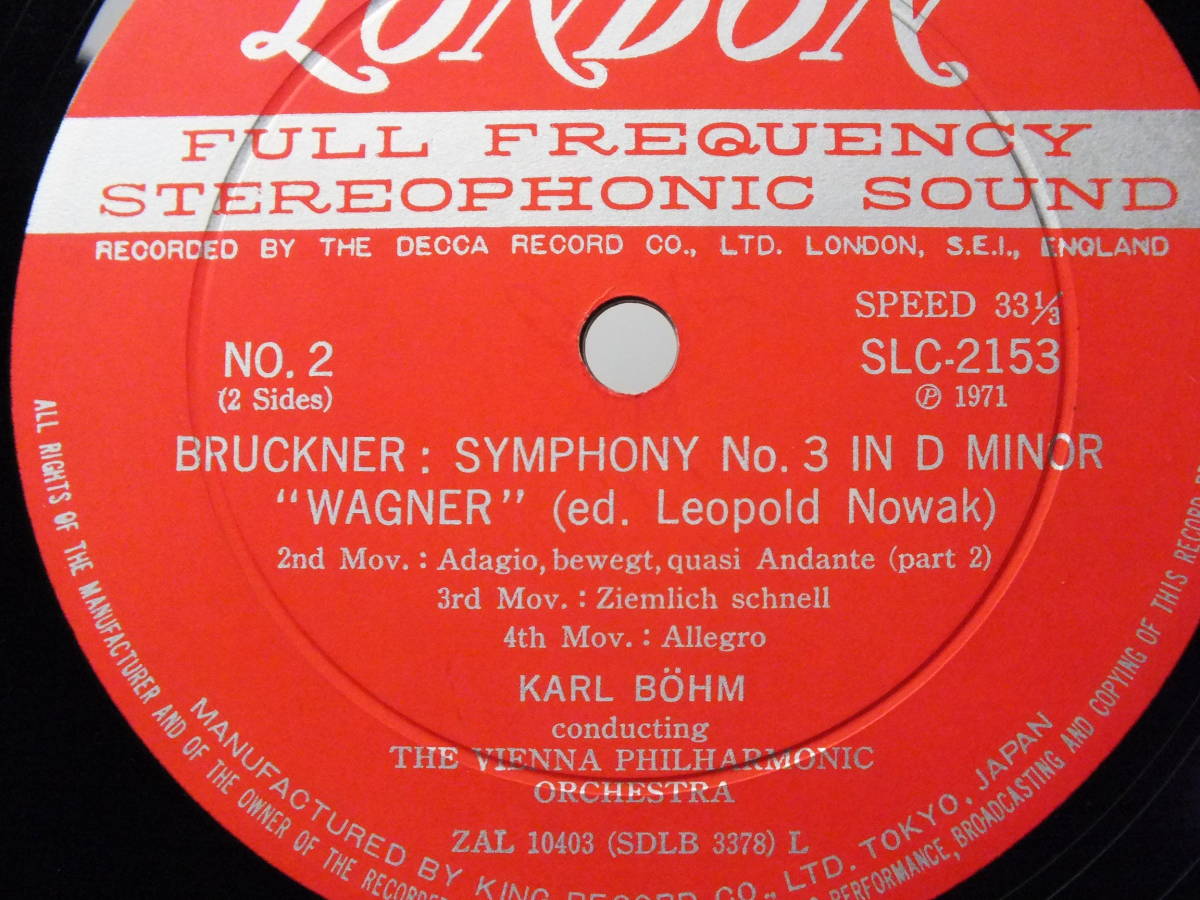 LONDON
FULL FREQUENCY
STEREOPHONIC SOUND
RECORDED BY THE DECCA RECORD CO., LTD. LONDON, S.E.I., ENGLAND
SPEED 33⅓
NO. 2
SLC-2153
(2 Sides)
Ⓟ 1971
BRUCKNER: SYMPHONY No. 3 IN D MINOR
"WAGNER" (ed. Leopold Nowak)
2nd Mov.: Adagio, bewegt, quasi Andante (part 2)
3rd Mov.: Ziemlich schnell
4th Mov.: Allegro
KARL BÖHM
conducting
THE VIENNA PHILHARMONIC
ORCHESTRA
ZAL 10403 (SDLB 3378) L
MANUFACTURED BY KING RECORD CO., LTD. TOKYO, JAPAN
ALL RIGHTS OF THE MANUFACTURER AND OF THE OWNER OF THE RECORDED
PERFORMANCE, BROADCASTING AND COPYING OF THIS RECORD